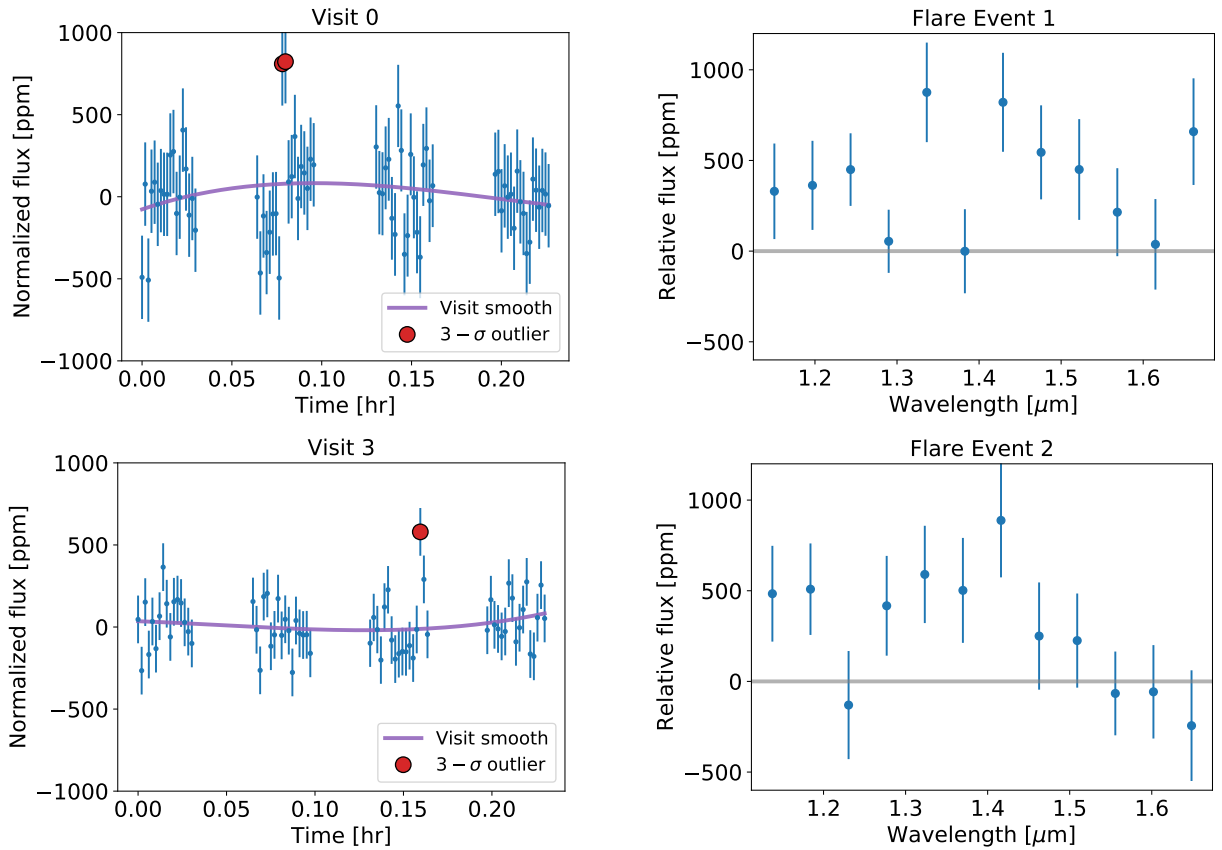 Visit 0
Normalized flux [ppm]
1000
500
0
−500
−1000
Visit smooth
3 − σ outlier
0.00 0.05 0.10 0.15 0.20
Time [hr]
Flare Event 1
Relative flux [ppm]
1000
500
0
−500
1.2 1.3 1.4 1.5 1.6
Wavelength [μm]
Visit 3
Normalized flux [ppm]
1000
500
0
−500
−1000
Visit smooth
3 − σ outlier
0.00 0.05 0.10 0.15 0.20
Time [hr]
Flare Event 2
Relative flux [ppm]
1000
500
0
−500
1.2 1.3 1.4 1.5 1.6
Wavelength [μm]